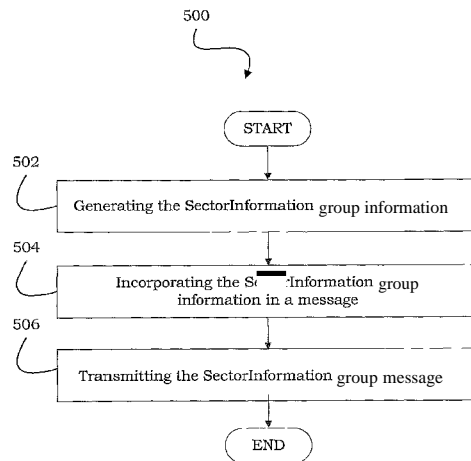 500
START
502
Generating the SectorInformation group information
504
Incorporating the Information group
information in a message
506
Transmitting the SectorInformation group message
END